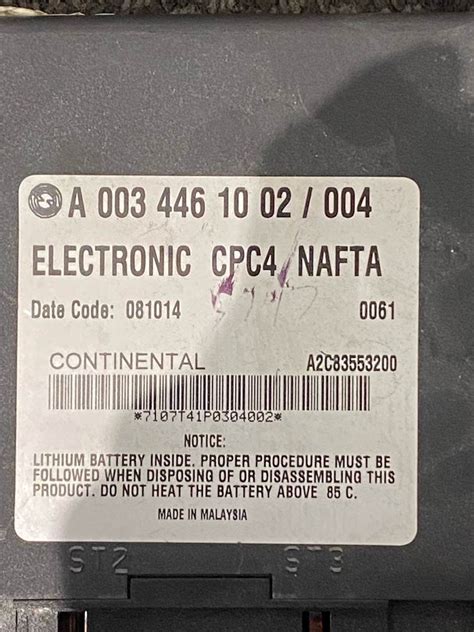 A 003 446 10 02 / 004
ELECTRONIC CPC4 NAFTA
Date Code: 081014 0061
CONTINENTAL A2C83553200
*7107T41P0304002*
NOTICE:
LITHIUM BATTERY INSIDE. PROPER PROCEDURE MUST BE
FOLLOWED WHEN DISPOSING OF OR DISASSEMBLING THIS
PRODUCT. DO NOT HEAT THE BATTERY ABOVE 85 C.
MADE IN MALAYSIA
ST2 ST3